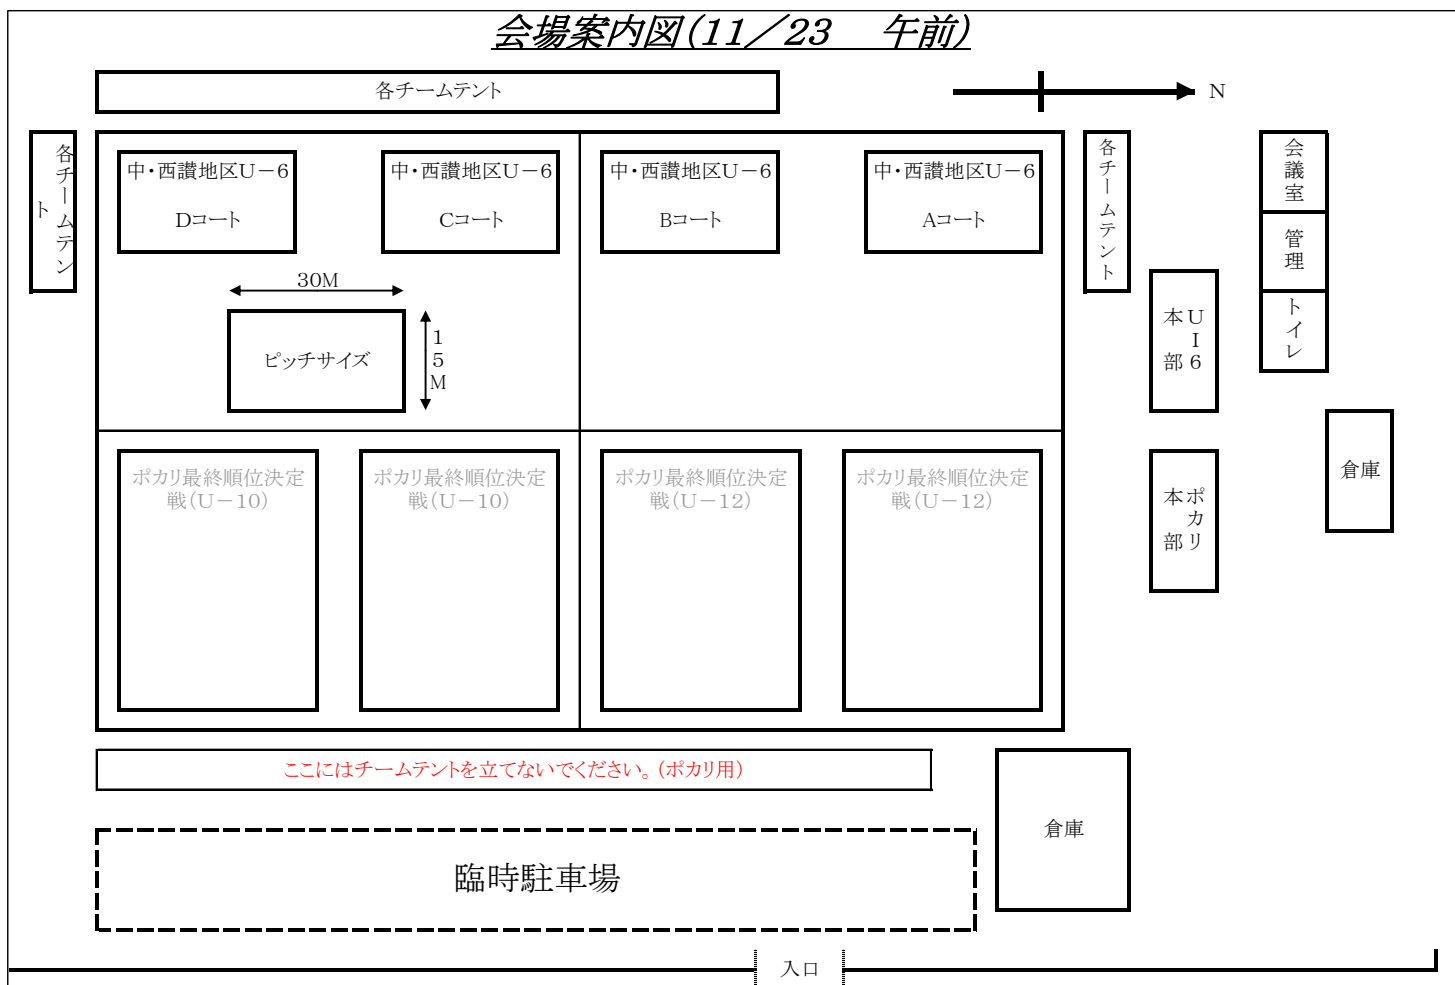 会場案内図(11／23　午前)
各チームテント
N
各チームテント
中・西讃地区U－6
Dコート
中・西讃地区U－6
Cコート
中・西讃地区U－6
Bコート
中・西讃地区U－6
Aコート
各チームテント
会議室
管理
トイレ
30M
15M
ピッチサイズ
UI6
本部
倉庫
ポカリ最終順位決定
戦(U－10)
ポカリ最終順位決定
戦(U－10)
ポカリ最終順位決定
戦(U－12)
ポカリ最終順位決定
戦(U－12)
ポカリ
本部
ここにはチームテントを立てないでください。(ポカリ用)
倉庫
臨時駐車場
入口